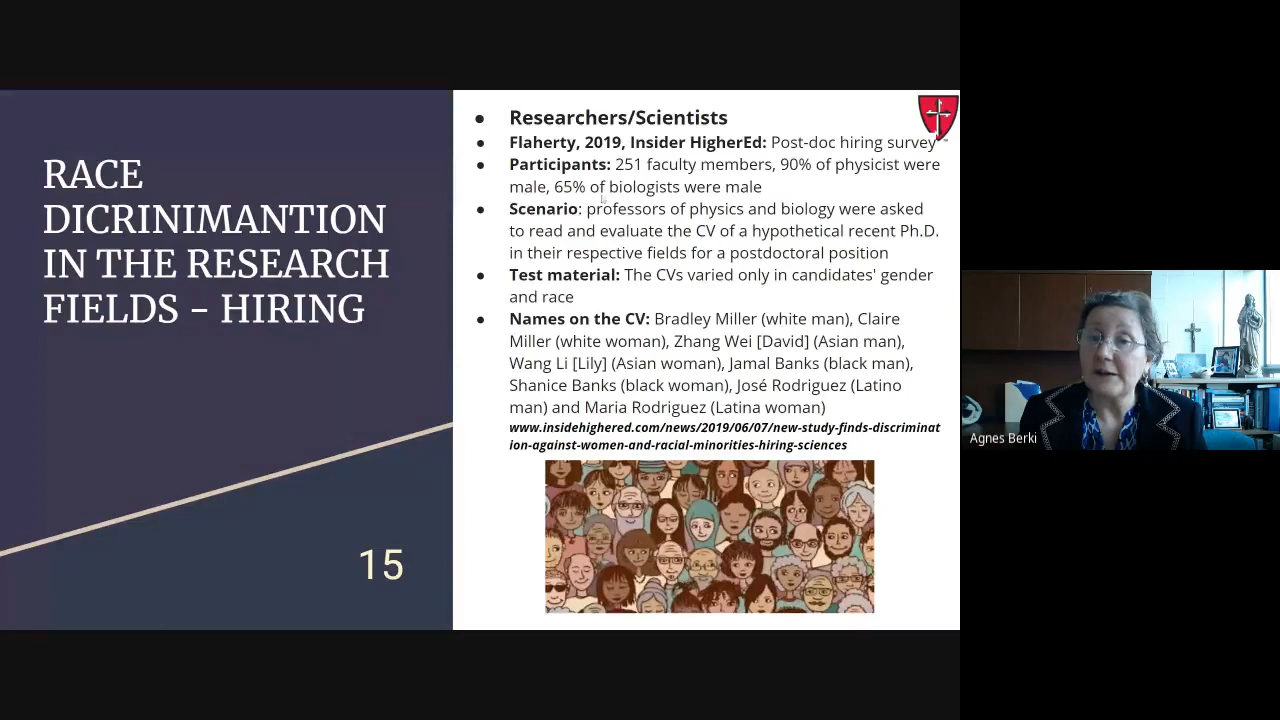 RACE
DICRINIMANTION
IN THE RESEARCH
FIELDS – HIRING
15
● Researchers/Scientists
● Flaherty, 2019, Insider HigherEd: Post-doc hiring survey
● Participants: 251 faculty members, 90% of physicist were
male, 65% of biologists were male
● Scenario: professors of physics and biology were asked
to read and evaluate the CV of a hypothetical recent Ph.D.
in their respective fields for a postdoctoral position
● Test material: The CVs varied only in candidates' gender
and race
● Names on the CV: Bradley Miller (white man), Claire
Miller (white woman), Zhang Wei [David] (Asian man),
Wang Li [Lily] (Asian woman), Jamal Banks (black man),
Shanice Banks (black woman), José Rodriguez (Latino
man) and Maria Rodriguez (Latina woman)
www.insidehighered.com/news/2019/06/07/new-study-finds-discriminat
ion-against-women-and-racial-minorities-hiring-sciences
Agnes Berki